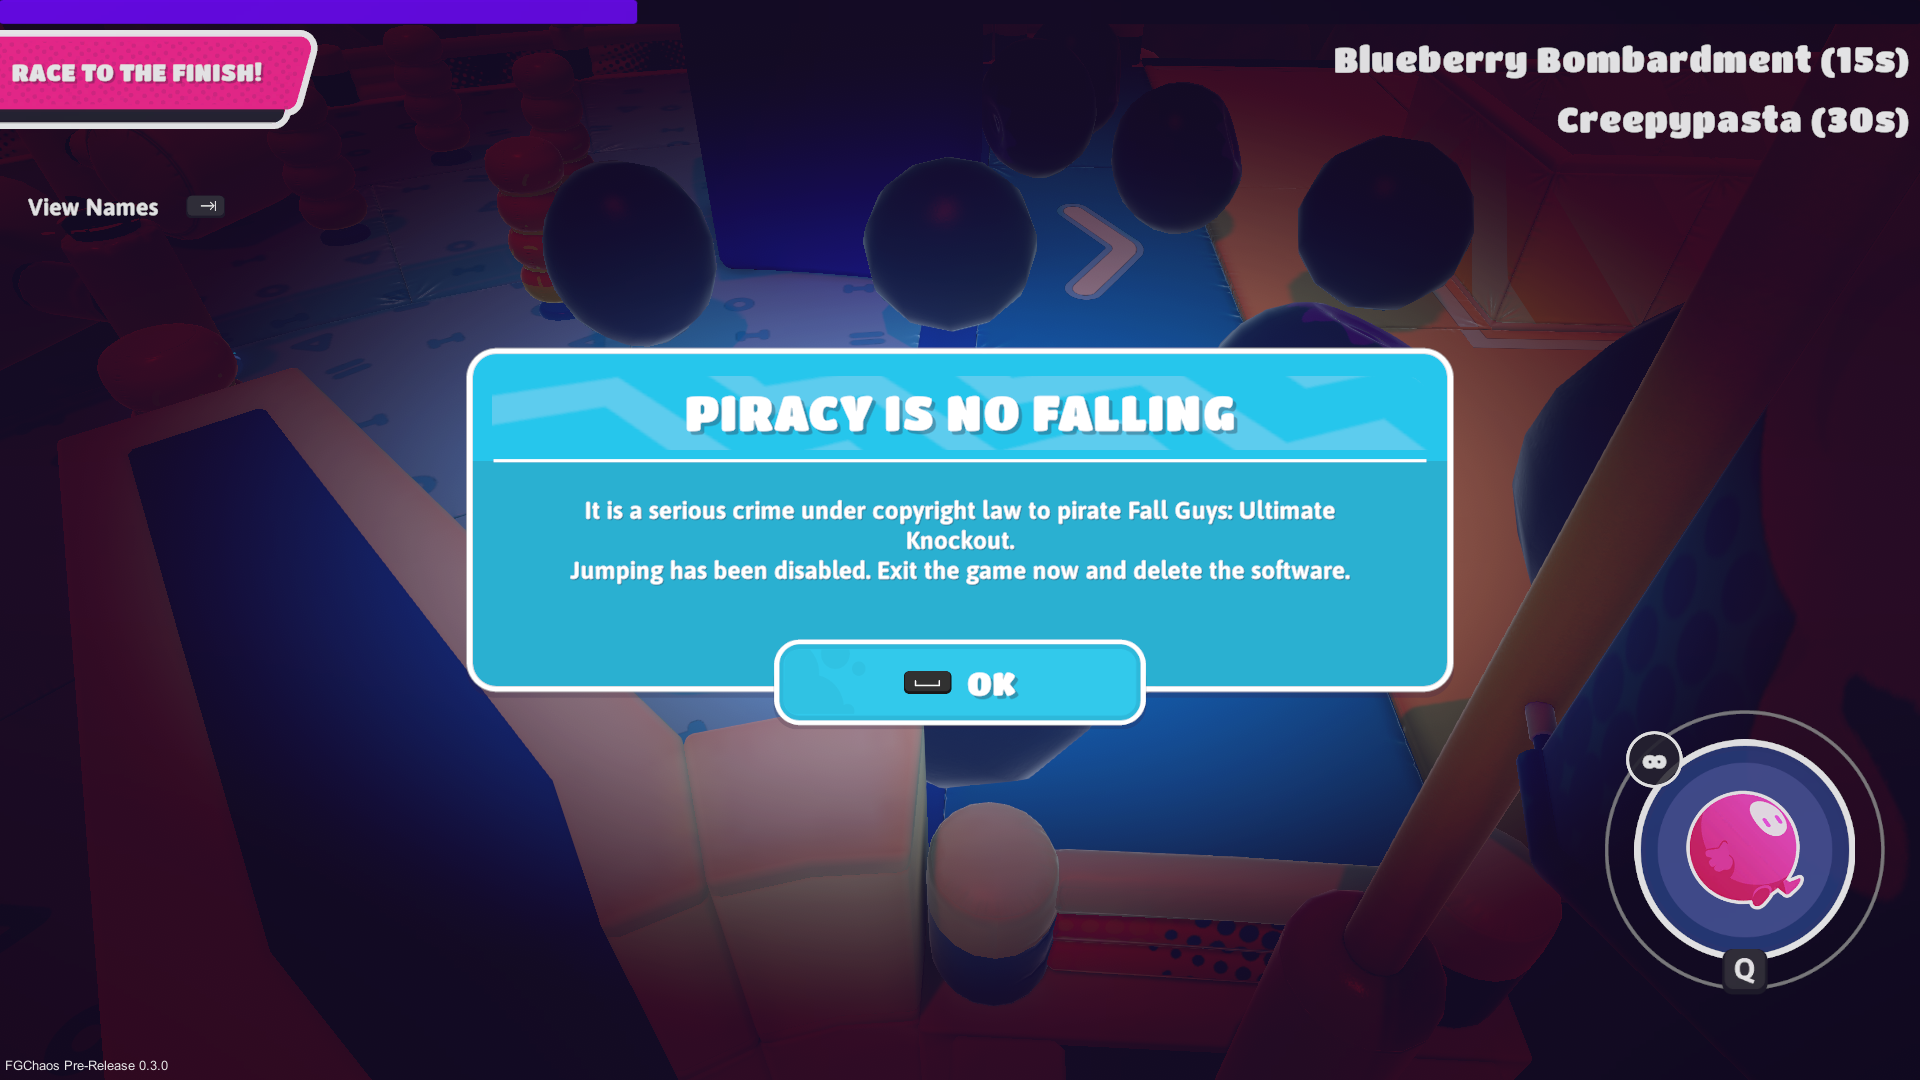 RACE TO THE FINISH!
Blueberry Bombardment (15s)
Creepypasta (30s)
View Names
PIRACY IS NO FALLING
It is a serious crime under copyright law to pirate Fall Guys: Ultimate
Knockout.
Jumping has been disabled. Exit the game now and delete the software.
OK
∞
Q
FGChaos Pre-Release 0.3.0